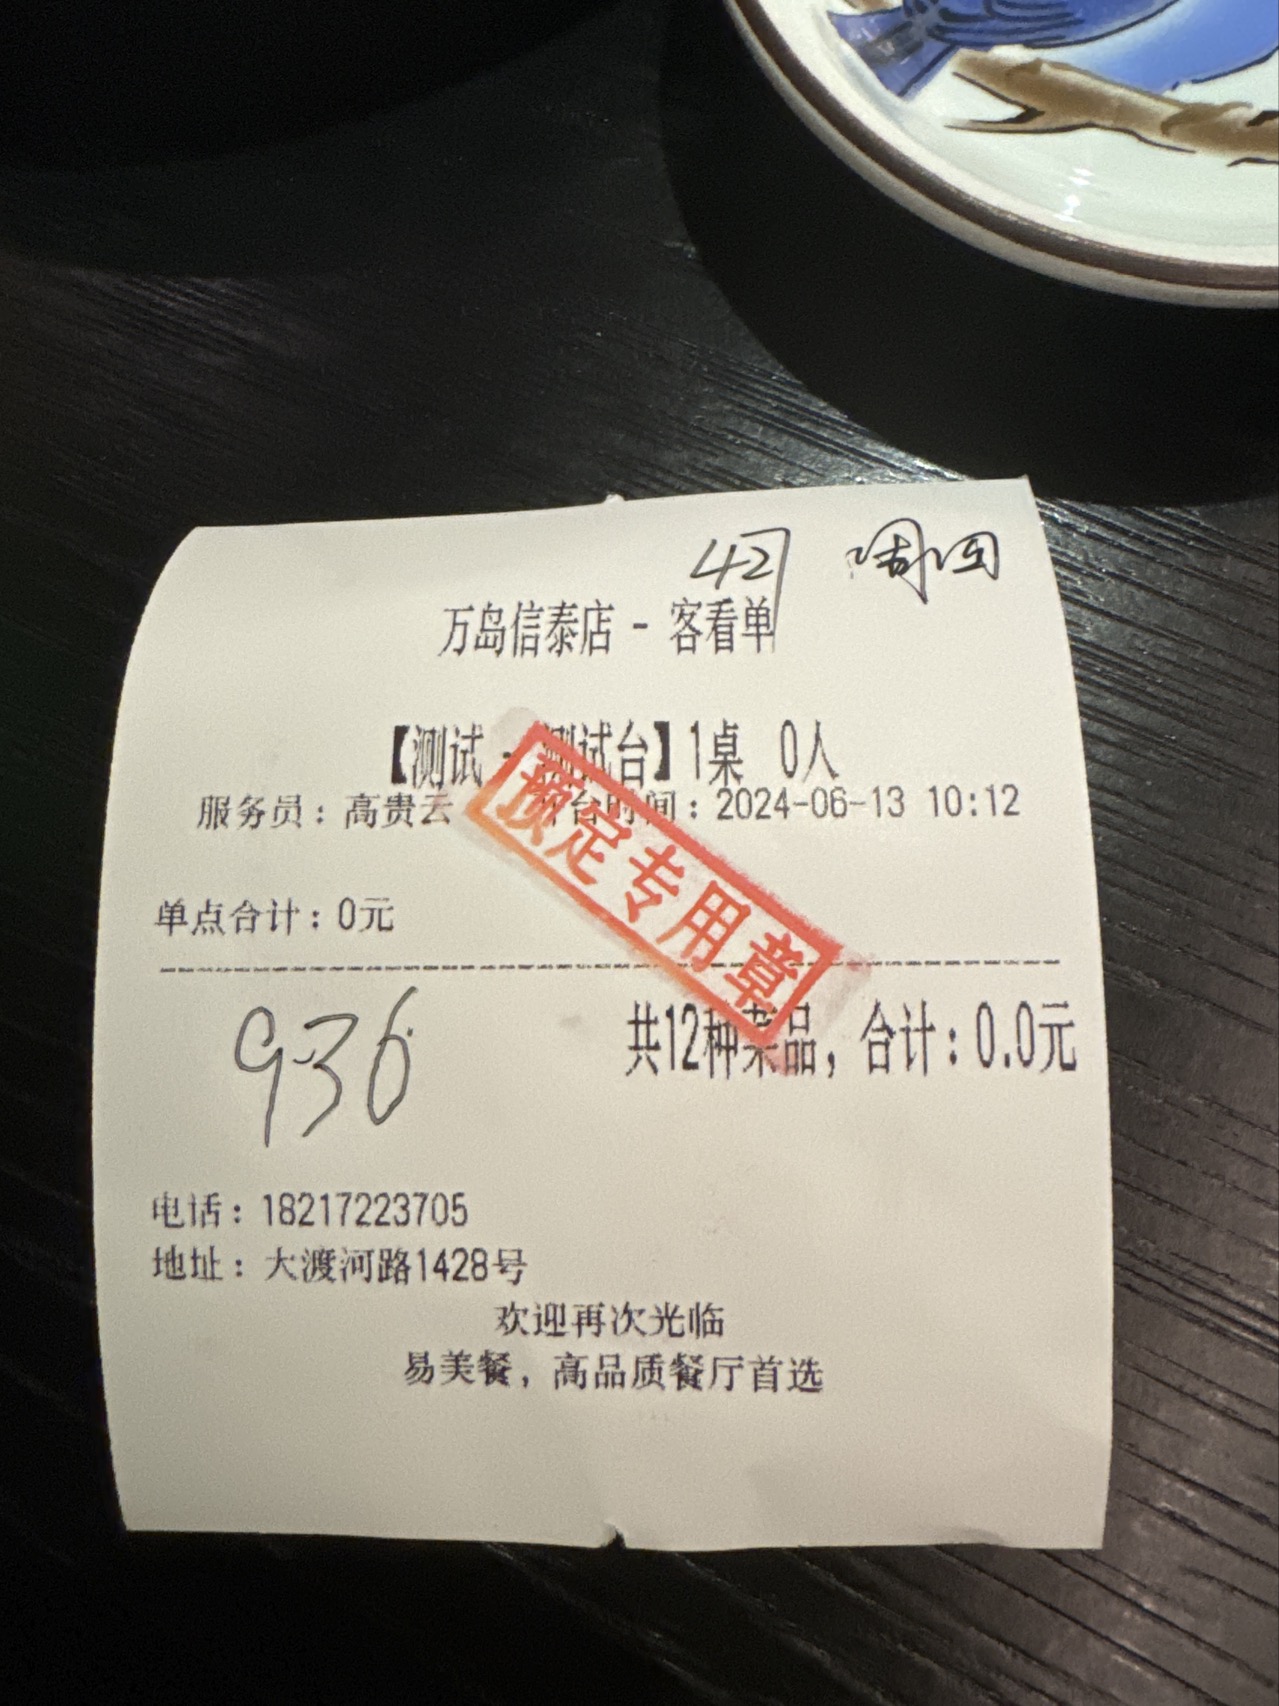 周四
万岛信泰店 - 客看单
【测试 - 测试台】1桌 0人
服务员：高贵云 开台时间：2024-06-13 10:12
预定专用章
单点合计：0元
共12种菜品，合计：0.0元
936
电话：18217223705
地址：大渡河路1428号
欢迎再次光临
易美餐，高品质餐厅首选